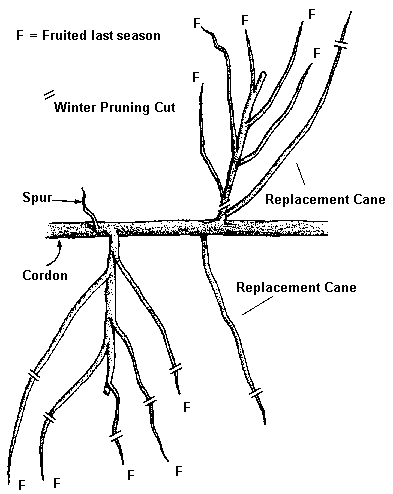 F = Fruited last season
F
F
F
F
F
Winter Pruning Cut
Spur
Replacement Cane
Cordon
Replacement Cane
F
F
F
F
F